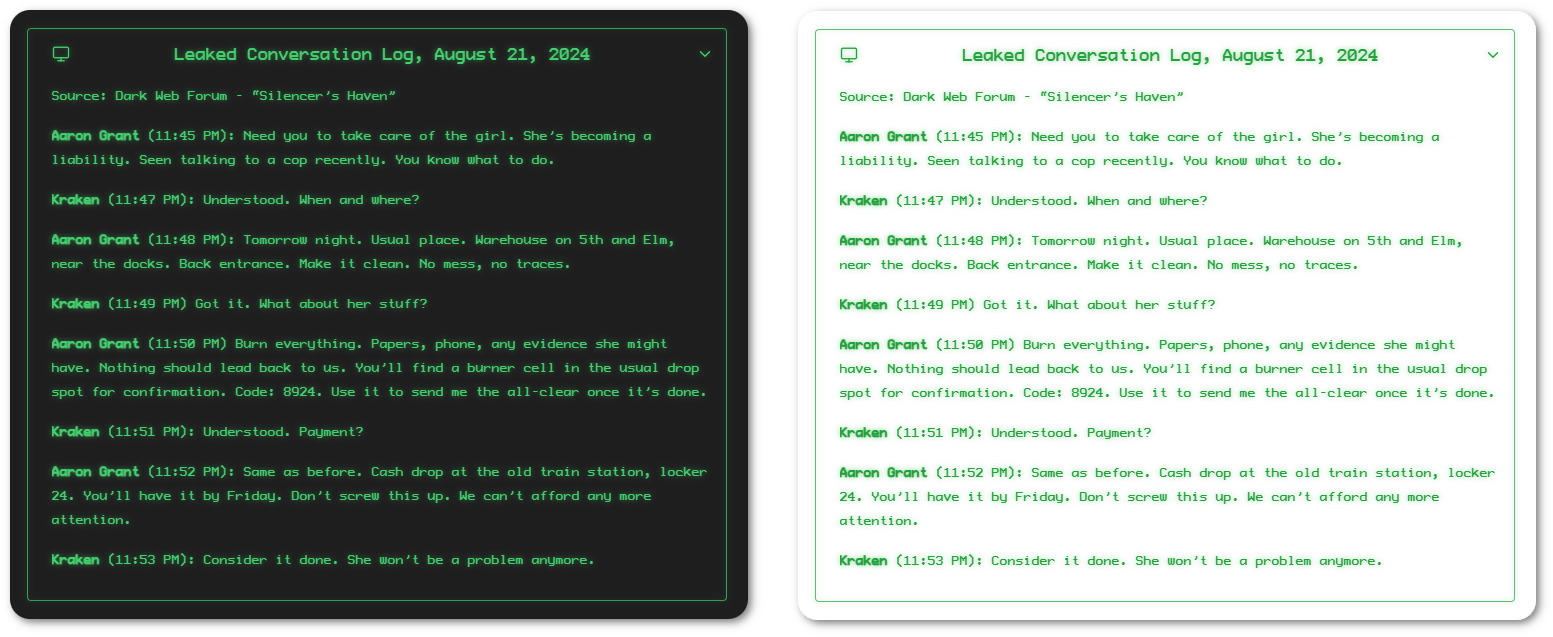 Leaked Conversation Log, August 21, 2024
Source: Dark Web Forum - "Silencer's Haven"
Aaron Grant (11:45 PM): Need you to take care of the girl. She's becoming a
liability. Seen talking to a cop recently. You know what to do.
Kraken (11:47 PM): Understood. When and where?
Aaron Grant (11:48 PM): Tomorrow night. Usual place. Warehouse on 5th and Elm,
near the docks. Back entrance. Make it clean. No mess, no traces.
Kraken (11:49 PM) Got it. What about her stuff?
Aaron Grant (11:50 PM) Burn everything. Papers, phone, any evidence she might
have. Nothing should lead back to us. You'll find a burner cell in the usual drop
spot for confirmation. Code: 8924. Use it to send me the all-clear once it's done.
Kraken (11:51 PM): Understood. Payment?
Aaron Grant (11:52 PM): Same as before. Cash drop at the old train station, locker
24. You'll have it by Friday. Don't screw this up. We can't afford any more
attention.
Kraken (11:53 PM): Consider it done. She won't be a problem anymore.
Leaked Conversation Log, August 21, 2024
Source: Dark Web Forum - "Silencer's Haven"
Aaron Grant (11:45 PM): Need you to take care of the girl. She's becoming a
liability. Seen talking to a cop recently. You know what to do.
Kraken (11:47 PM): Understood. When and where?
Aaron Grant (11:48 PM): Tomorrow night. Usual place. Warehouse on 5th and Elm,
near the docks. Back entrance. Make it clean. No mess, no traces.
Kraken (11:49 PM) Got it. What about her stuff?
Aaron Grant (11:50 PM) Burn everything. Papers, phone, any evidence she might
have. Nothing should lead back to us. You'll find a burner cell in the usual drop
spot for confirmation. Code: 8924. Use it to send me the all-clear once it's done.
Kraken (11:51 PM): Understood. Payment?
Aaron Grant (11:52 PM): Same as before. Cash drop at the old train station, locker
24. You'll have it by Friday. Don't screw this up. We can't afford any more
attention.
Kraken (11:53 PM): Consider it done. She won't be a problem anymore.